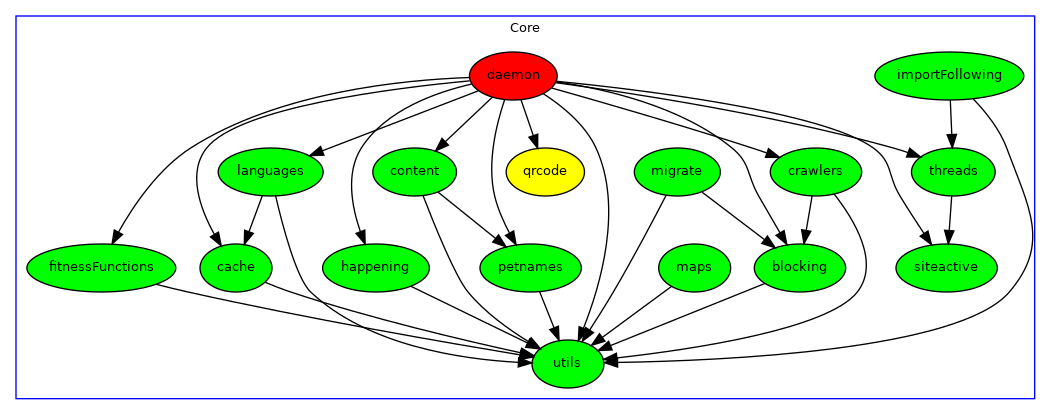 Core
daemon
importFollowing
languages
content
qrcode
migrate
crawlers
threads
fitnessFunctions
cache
happening
petnames
maps
blocking
siteactive
utils